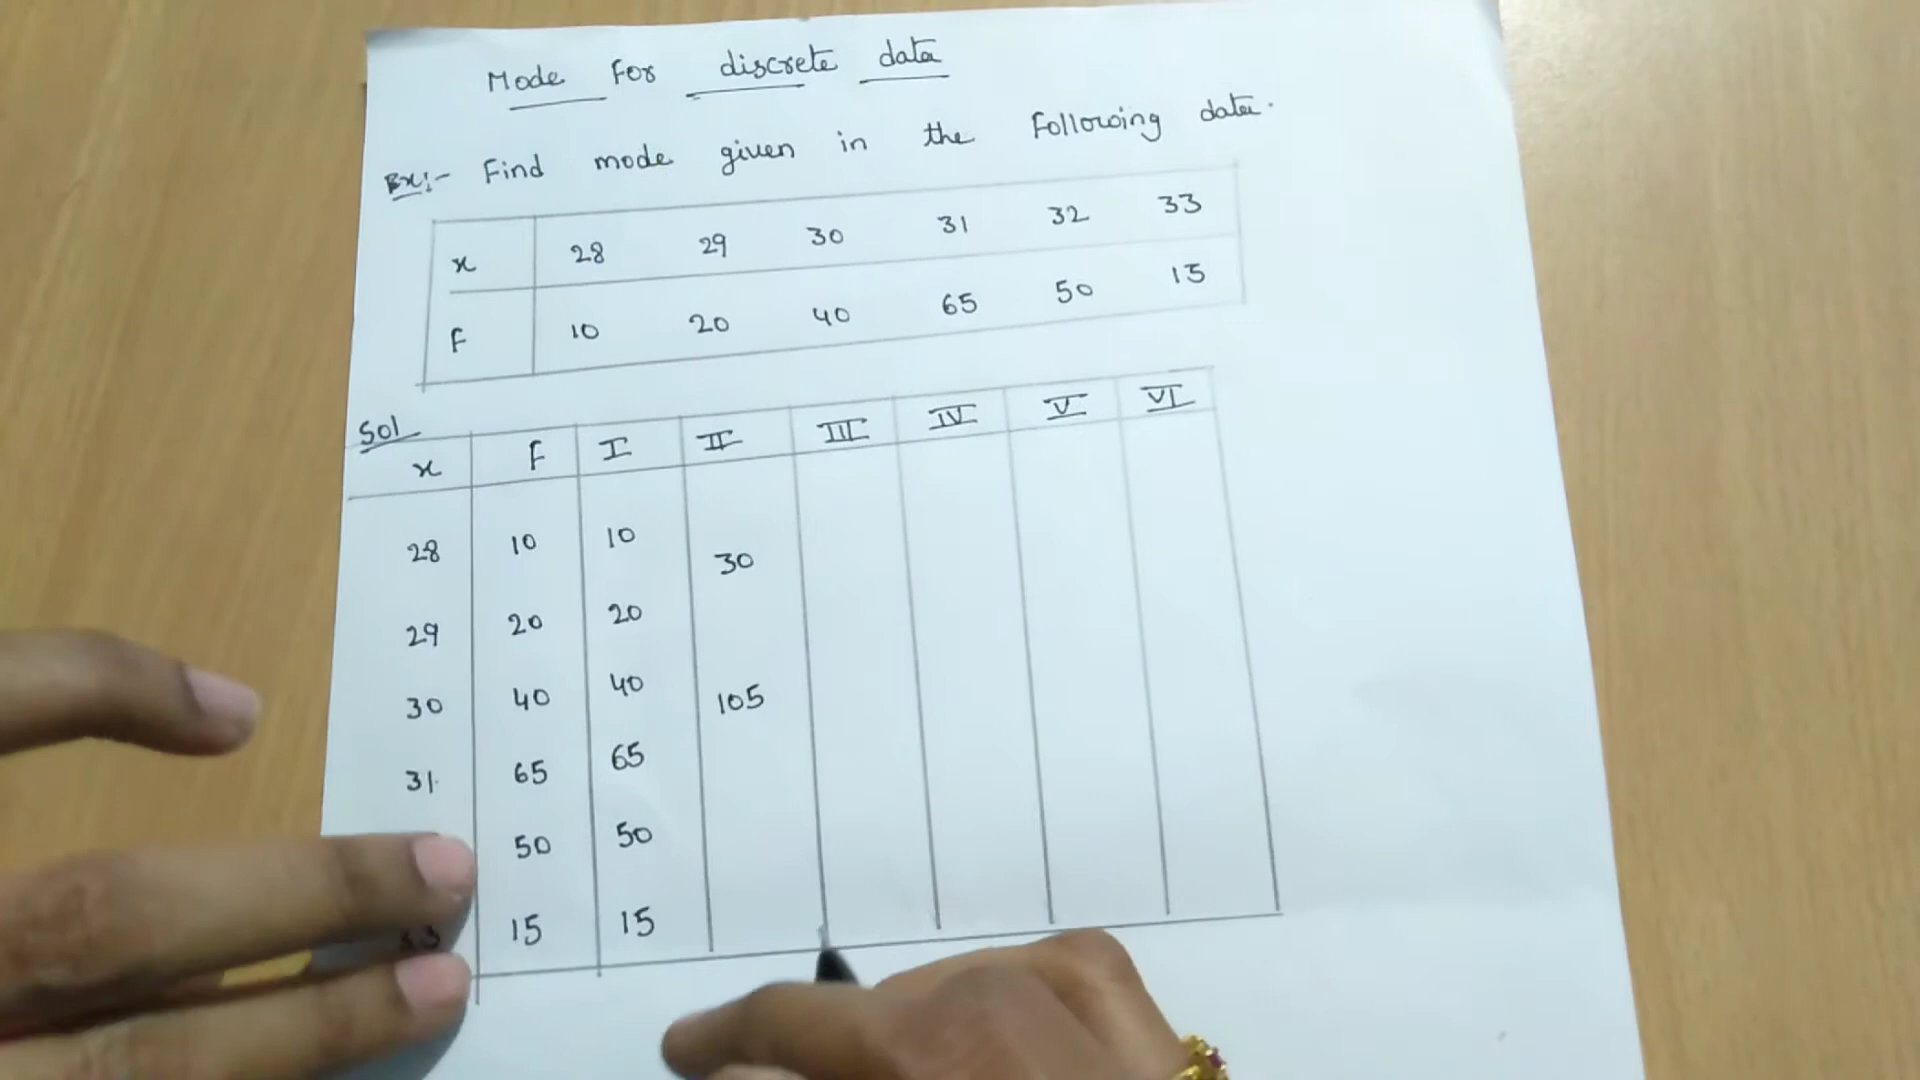 Mode For discrete data
Ex:- Find mode given in the Following data.
x 28 29 30 31 32 33
F 10 20 40 65 50 15
Sol
x F I II III IV V VI
28 10 10 30
29 20 20
30 40 40 105
31 65 65
50 50
33 15 15